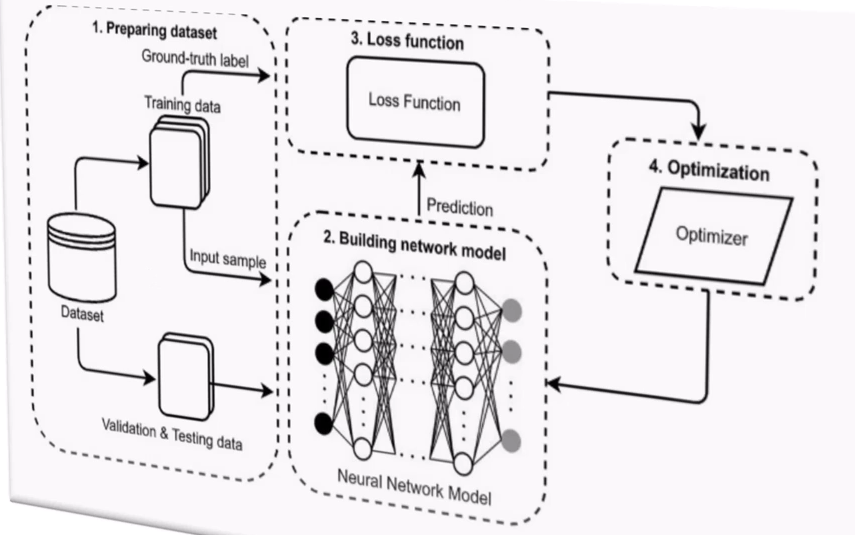 1. Preparing dataset
Ground-truth label
Training data
Input sample
Dataset
Validation & Testing data
3. Loss function
Loss Function
Prediction
2. Building network model
Neural Network Model
4. Optimization
Optimizer